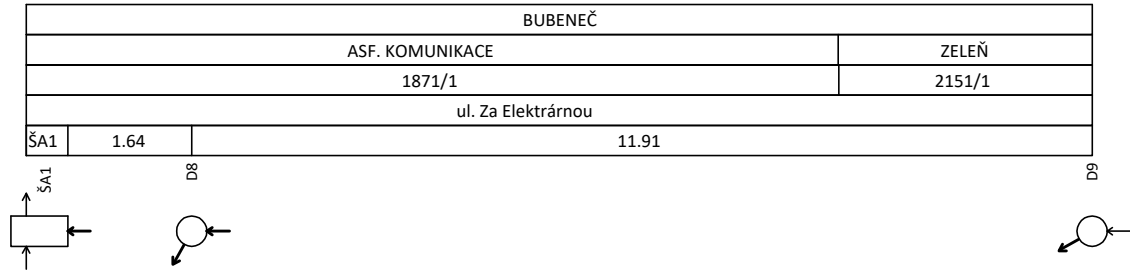 BUBENEČ
ASF. KOMUNIKACE ZELEŇ
1871/1 2151/1
ul. Za Elektrárnou
ŠA1 1.64 11.91
ŠA1 D8 D9